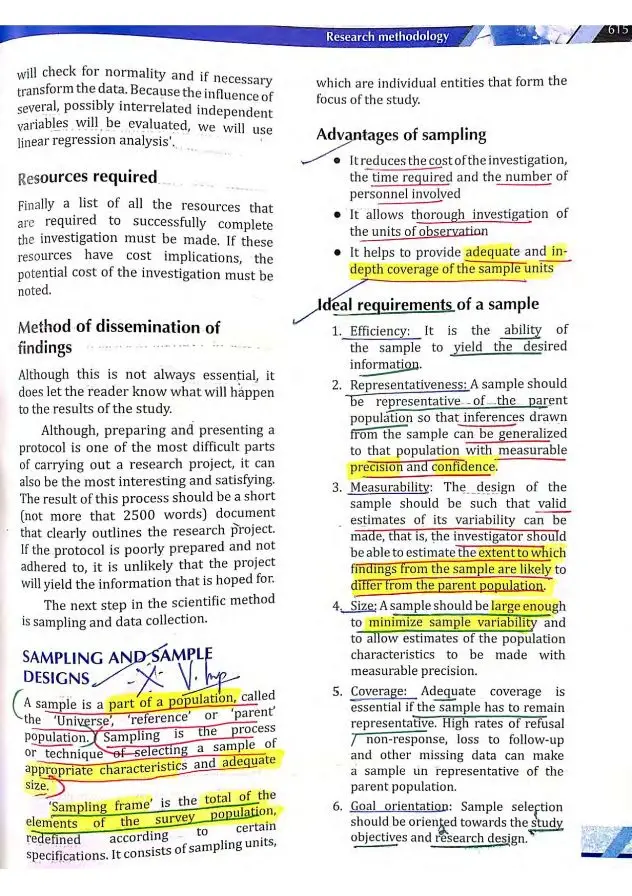 Research methodology
615
will check for normality and if necessary
transform the data. Because the influence of
several, possibly interrelated independent
variables will be evaluated, we will use
linear regression analysis'.
Resources required
Finally a list of all the resources that
are required to successfully complete
the investigation must be made. If these
resources have cost implications, the
potential cost of the investigation must be
noted.
Method of dissemination of
findings
Although this is not always essential, it
does let the reader know what will happen
to the results of the study.
Although, preparing and presenting a
protocol is one of the most difficult parts
of carrying out a research project, it can
also be the most interesting and satisfying.
The result of this process should be a short
(not more that 2500 words) document
that clearly outlines the research project.
If the protocol is poorly prepared and not
adhered to, it is unlikely that the project
will yield the information that is hoped for.
The next step in the scientific method
is sampling and data collection.
SAMPLING AND SAMPLE
DESIGNS
V. Imp
A sample is a part of a population, called
the 'Universe', 'reference' or 'parent'
population. Sampling is the process
or technique of selecting a sample of
appropriate characteristics and adequate
size.
'Sampling frame' is the total of the
elements of the survey population,
redefined according to certain
specifications. It consists of sampling units,
which are individual entities that form the
focus of the study.
Advantages of sampling
• It reduces the cost of the investigation,
the time required and the number of
personnel involved
• It allows thorough investigation of
the units of observation
• It helps to provide adequate and in-
depth coverage of the sample units
Ideal requirements of a sample
1. Efficiency: It is the ability of
the sample to yield the desired
information.
2. Representativeness: A sample should
be representative of the parent
population so that inferences drawn
from the sample can be generalized
to that population with measurable
precision and confidence.
3. Measurability: The design of the
sample should be such that valid
estimates of its variability can be
made, that is, the investigator should
be able to estimate the extent to which
findings from the sample are likely to
differ from the parent population.
4. Size: A sample should be large enough
to minimize sample variability and
to allow estimates of the population
characteristics to be made with
measurable precision.
5. Coverage: Adequate coverage is
essential if the sample has to remain
representative. High rates of refusal
/ non-response, loss to follow-up
and other missing data can make
a sample un representative of the
parent population.
6. Goal orientation: Sample selection
should be oriented towards the study
objectives and research design.